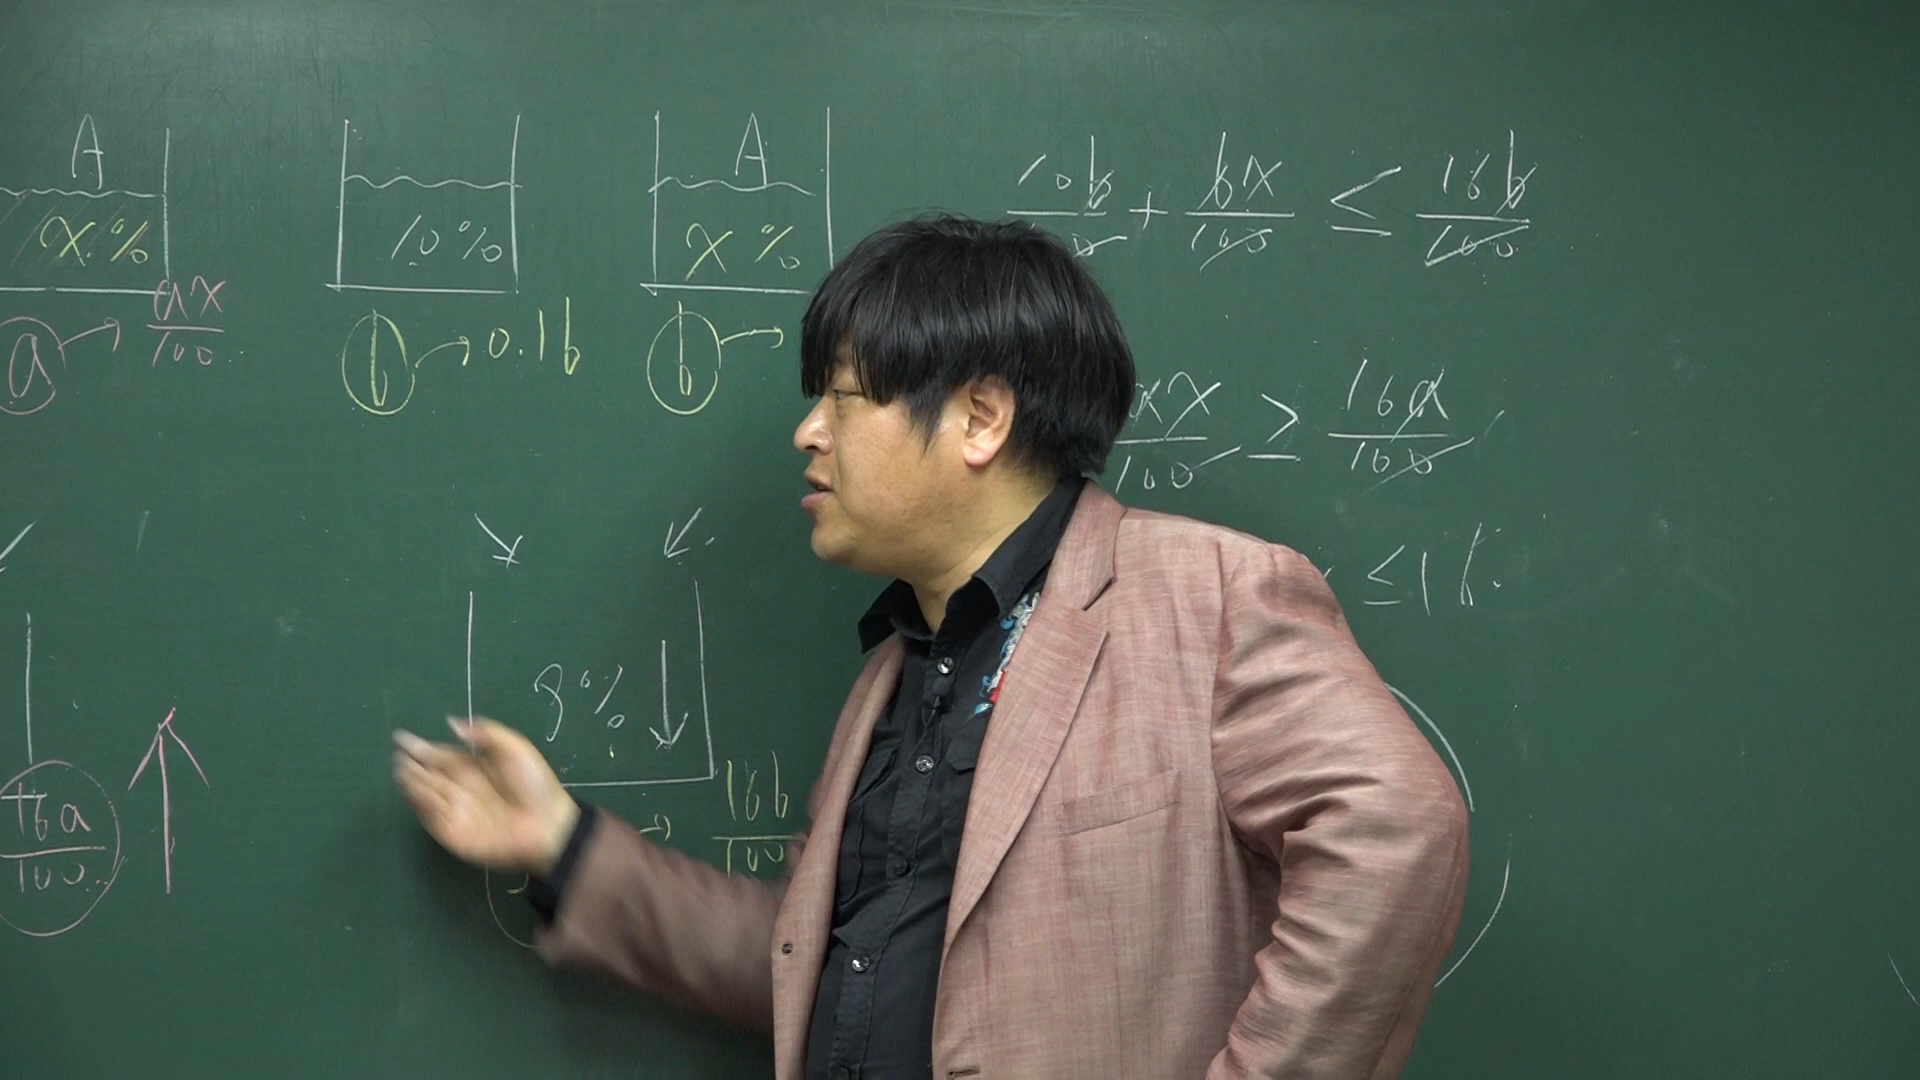 A
x%
10%
A
x%
ax/100
a
b
0.1b
b
bx/100 ≤ 16b/100
ax/100 ≥ 16a/100
≤ 16
8%
16b/100
16a/100